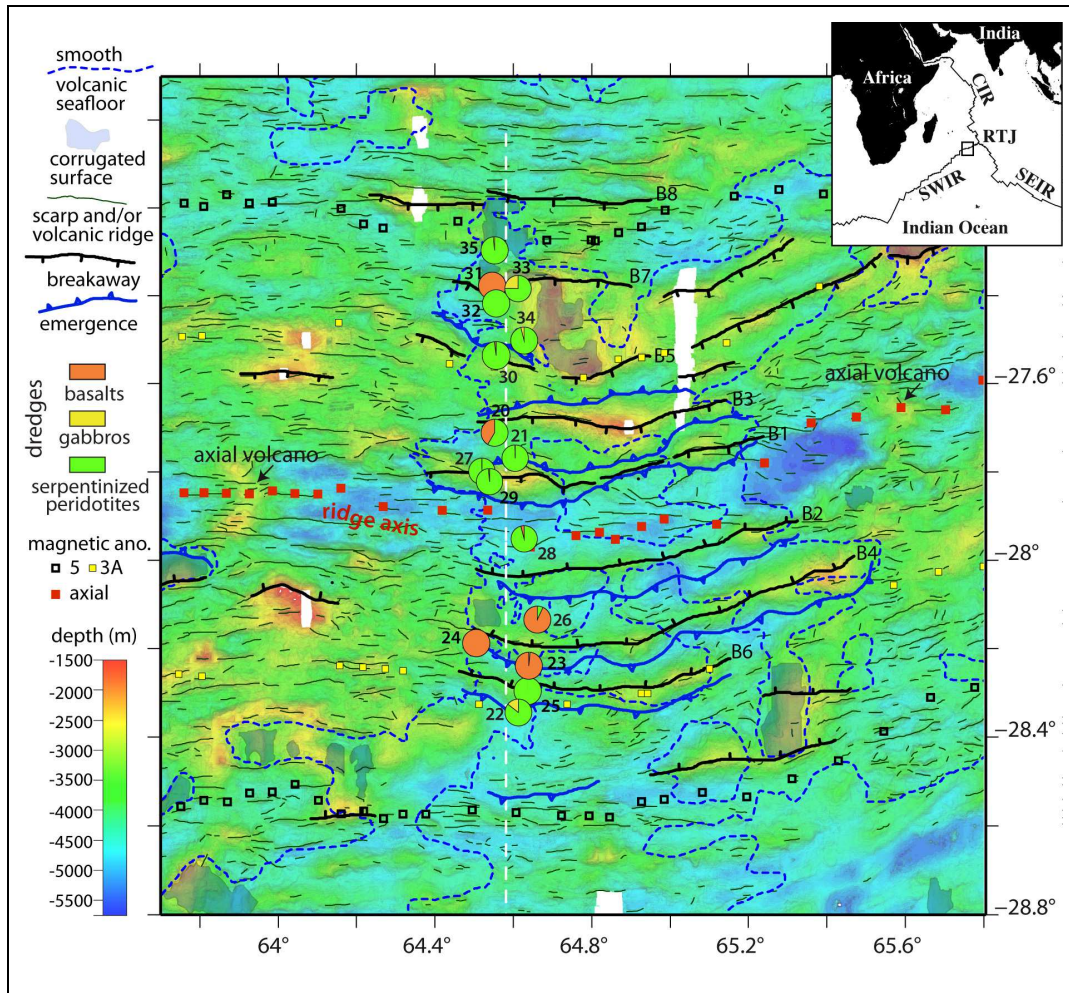 smooth
volcanic
seafloor
corrugated
surface
scarp and/or
volcanic ridge
breakaway
emergence
dredges
basalts
gabbros
serpentinized
peridotites
magnetic ano.
5 3A
axial
depth (m)
-1500
-2000
-2500
-3000
-3500
-4000
-4500
-5000
-5500
India
Africa
CIR
RTJ
SWIR
SEIR
Indian Ocean
B8
35
31
33
B7
32
34
30
B5
axial volcano
−27.6°
20
B3
21
B1
27
axial volcano
29
ridge axis
28
B2
−28°
B4
26
24
23
B6
25
22
−28.4°
−28.8°
64°
64.4°
64.8°
65.2°
65.6°